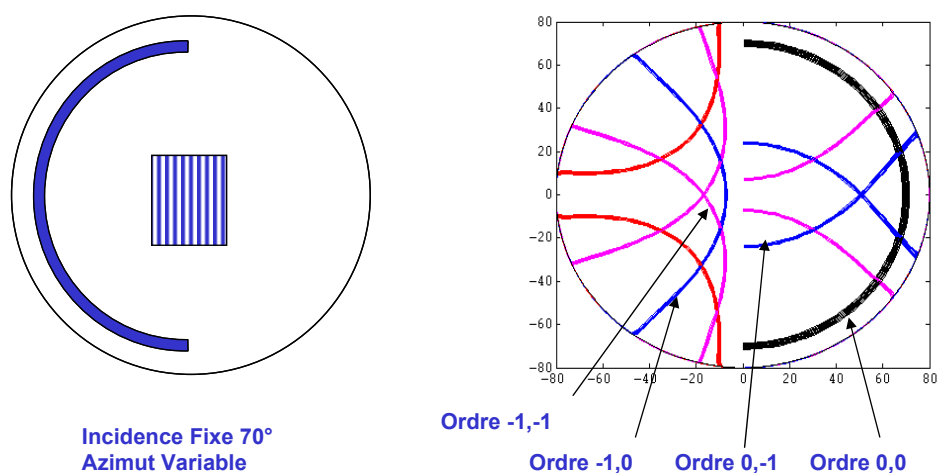 80
60
40
20
0
-20
-40
-60
-80
-80 -60 -40 -20 0 20 40 60 80
Ordre -1,-1
Incidence Fixe 70°
Azimut Variable
Ordre -1,0 Ordre 0,-1 Ordre 0,0